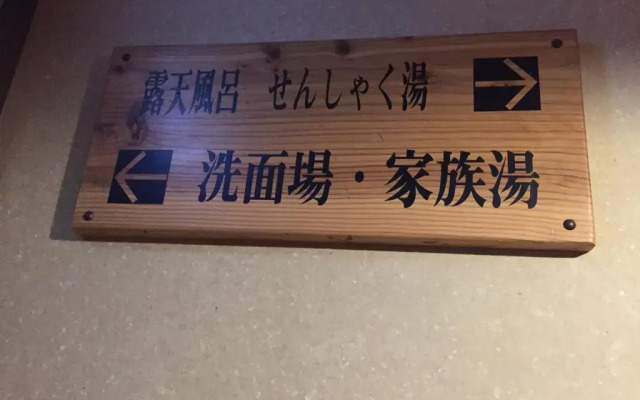 露天風呂 せんしゃく湯 →
← 洗面場・家族湯